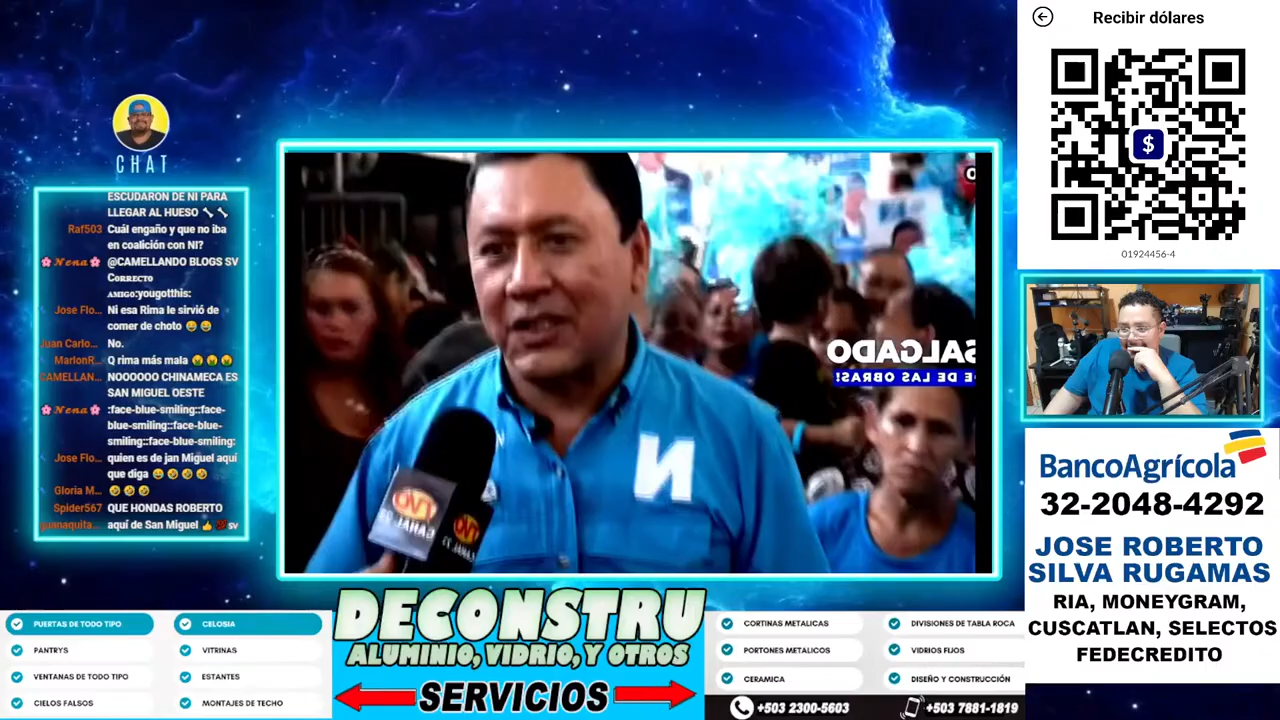 Recibir dólares
$
01924456-4
CHAT
ESCUDARON DE NI PARA
LLEGAR AL HUESO 🔧🔧
Raf503 Cuál engaño y que no iba
en coalición con NI?
🌸Nena🌸 @CAMELLANDO BLOGS SV
Correcto
amigo:yougotthis:
Jose Flo... Ni esa Rima le sirvió de
comer de choto 😂😂
Juan Carlo... No.
MarlonR... Q rima más mala
CAMELLAN... NOOOOOO CHINAMECA ES
SAN MIGUEL OESTE
🌸Nena🌸 :face-blue-smiling::face-
blue-smiling::face-blue-
smiling::face-blue-smiling:
Jose Flo... quien es de jan Miguel aquí
que diga 😂🤣🤣🤣
Gloria M... 🤣🤣🤣
Spider567 QUE HONDAS ROBERTO
guanaquita... aquí de San Miguel 👍💯sv
SALGADO
E DE LAS OBRAS!
N
OVT
BancoAgrícola
32-2048-4292
JOSE ROBERTO
SILVA RUGAMAS
RIA, MONEYGRAM,
CUSCATLAN, SELECTOS
FEDECREDITO
PUERTAS DE TODO TIPO
PANTRYS
VENTANAS DE TODO TIPO
CIELOS FALSOS
CELOSIA
VITRINAS
ESTANTES
MONTAJES DE TECHO
DECONSTRU
ALUMINIO, VIDRIO, Y OTROS
SERVICIOS
CORTINAS METALICAS
PORTONES METALICOS
CERAMICA
DIVISIONES DE TABLA ROCA
VIDRIOS FIJOS
DISEÑO Y CONSTRUCCIÓN
+503 2300-5603
+503 7881-1819